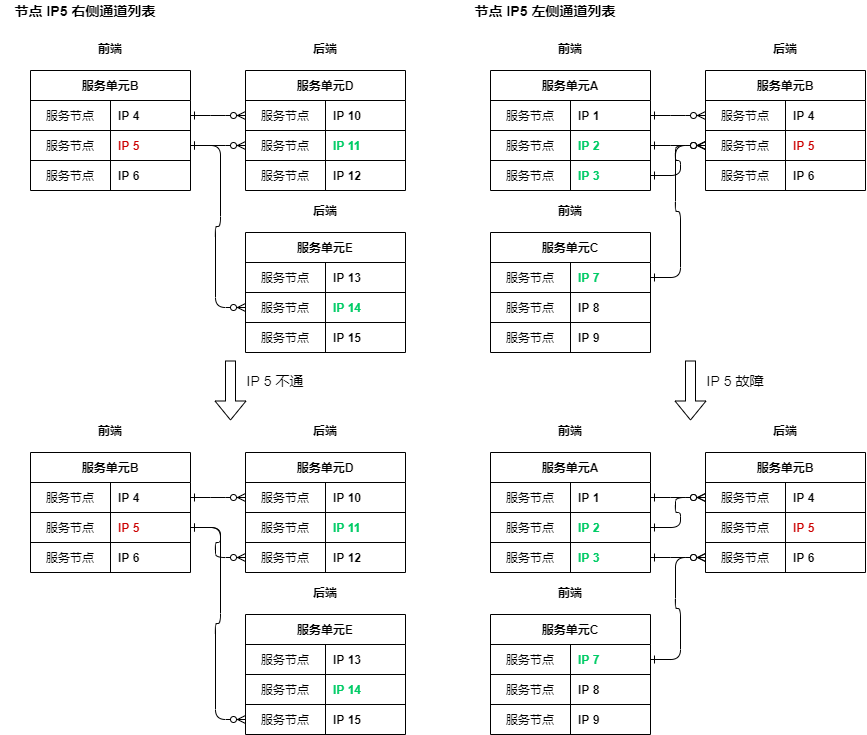 节点 IP5 右侧通道列表
前端
后端
服务单元B
服务节点 IP 4
服务节点 IP 5
服务节点 IP 6
服务单元D
服务节点 IP 10
服务节点 IP 11
服务节点 IP 12
后端
服务单元E
服务节点 IP 13
服务节点 IP 14
服务节点 IP 15
IP 5 不通
前端
后端
服务单元B
服务节点 IP 4
服务节点 IP 5
服务节点 IP 6
服务单元D
服务节点 IP 10
服务节点 IP 11
服务节点 IP 12
后端
服务单元E
服务节点 IP 13
服务节点 IP 14
服务节点 IP 15
节点 IP5 左侧通道列表
前端
后端
服务单元A
服务节点 IP 1
服务节点 IP 2
服务节点 IP 3
服务单元B
服务节点 IP 4
服务节点 IP 5
服务节点 IP 6
前端
服务单元C
服务节点 IP 7
服务节点 IP 8
服务节点 IP 9
IP 5 故障
前端
后端
服务单元A
服务节点 IP 1
服务节点 IP 2
服务节点 IP 3
服务单元B
服务节点 IP 4
服务节点 IP 5
服务节点 IP 6
前端
服务单元C
服务节点 IP 7
服务节点 IP 8
服务节点 IP 9